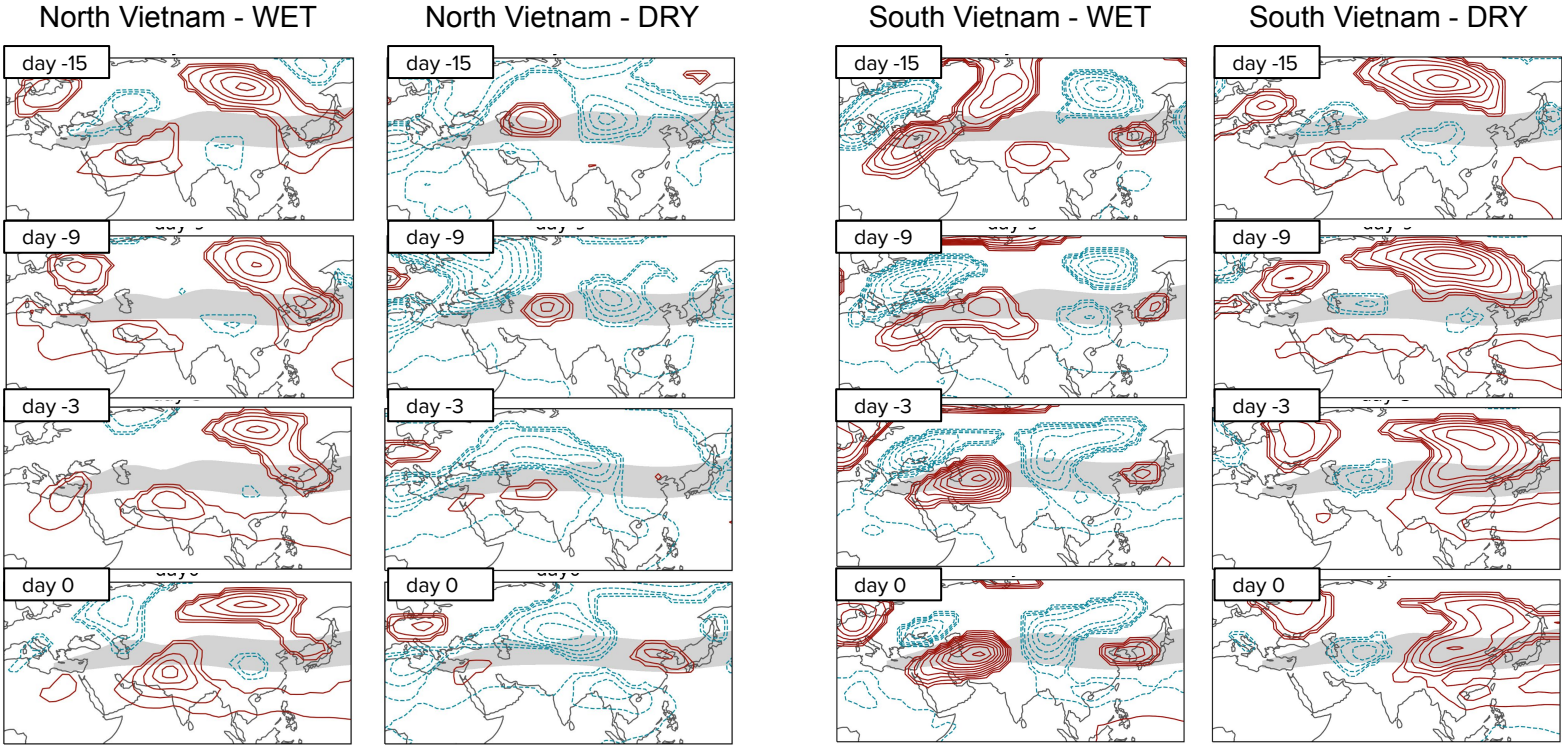 North Vietnam - WET
North Vietnam - DRY
South Vietnam - WET
South Vietnam - DRY
day -15
day -15
day -15
day -15
day -9
day -9
day -9
day -9
day -3
day -3
day -3
day -3
day 0
day 0
day 0
day 0